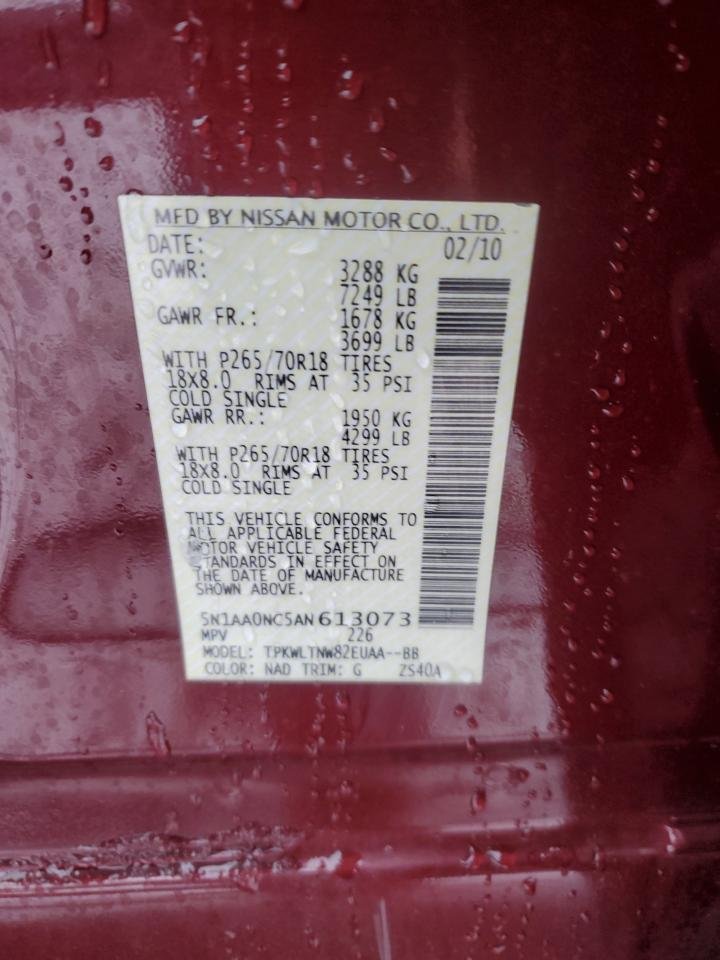 MFD BY NISSAN MOTOR CO., LTD.
DATE: 02/10
GVWR: 3288 KG
7249 LB
GAWR FR.: 1678 KG
3699 LB
WITH P265/70R18 TIRES
18X8.0 RIMS AT 35 PSI
COLD SINGLE
GAWR RR.: 1950 KG
4299 LB
WITH P265/70R18 TIRES
18X8.0 RIMS AT 35 PSI
COLD SINGLE
THIS VEHICLE CONFORMS TO
ALL APPLICABLE FEDERAL
MOTOR VEHICLE SAFETY
STANDARDS IN EFFECT ON
THE DATE OF MANUFACTURE
SHOWN ABOVE.
5N1AA0NC5AN613073
MPV 226
MODEL: TPKWLTNW82EUAA--BB
COLOR: NAD TRIM: G ZS40A